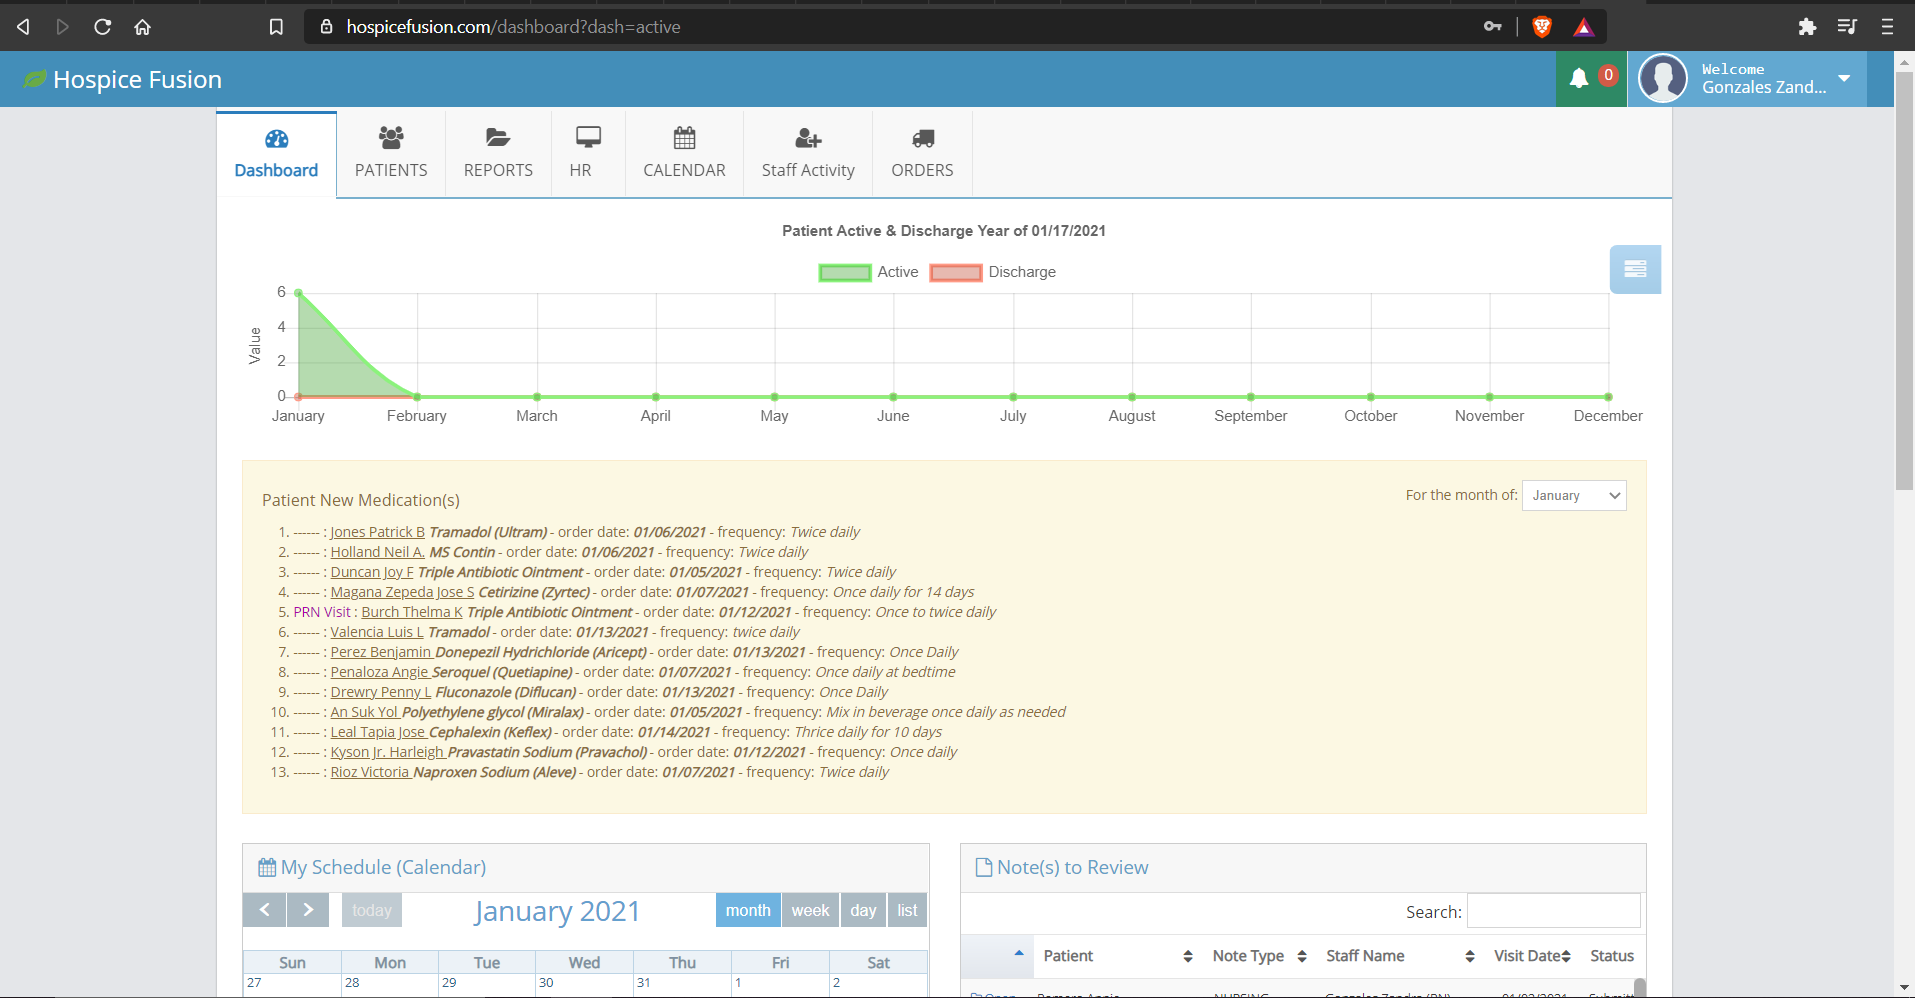 hospicefusion.com/dashboard?dash=active
Hospice Fusion
0
Welcome
Gonzales Zand...
Dashboard
PATIENTS
REPORTS
HR
CALENDAR
Staff Activity
ORDERS
Patient Active & Discharge Year of 01/17/2021
Active Discharge
Value
6
4
2
0
January February March April May June July August September October November December
Patient New Medication(s)
For the month of: January
1. ------ : Jones Patrick B Tramadol (Ultram) - order date: 01/06/2021 - frequency: Twice daily
2. ------ : Holland Neil A. MS Contin - order date: 01/06/2021 - frequency: Twice daily
3. ------ : Duncan Joy F Triple Antibiotic Ointment - order date: 01/05/2021 - frequency: Twice daily
4. ------ : Magana Zepeda Jose S Cetirizine (Zyrtec) - order date: 01/07/2021 - frequency: Once daily for 14 days
5. PRN Visit : Burch Thelma K Triple Antibiotic Ointment - order date: 01/12/2021 - frequency: Once to twice daily
6. ------ : Valencia Luis L Tramadol - order date: 01/13/2021 - frequency: twice daily
7. ------ : Perez Benjamin Donepezil Hydrichloride (Aricept) - order date: 01/13/2021 - frequency: Once Daily
8. ------ : Penaloza Angie Seroquel (Quetiapine) - order date: 01/07/2021 - frequency: Once daily at bedtime
9. ------ : Drewry Penny L Fluconazole (Diflucan) - order date: 01/13/2021 - frequency: Once Daily
10. ------ : An Suk Yol Polyethylene glycol (Miralax) - order date: 01/05/2021 - frequency: Mix in beverage once daily as needed
11. ------ : Leal Tapia Jose Cephalexin (Keflex) - order date: 01/14/2021 - frequency: Thrice daily for 10 days
12. ------ : Kyson Jr. Harleigh Pravastatin Sodium (Pravachol) - order date: 01/12/2021 - frequency: Once daily
13. ------ : Rioz Victoria Naproxen Sodium (Aleve) - order date: 01/07/2021 - frequency: Twice daily
My Schedule (Calendar)
today
January 2021
month week day list
Sun Mon Tue Wed Thu Fri Sat
27 28 29 30 31 1 2
Note(s) to Review
Search:
Patient Note Type Staff Name Visit Date Status